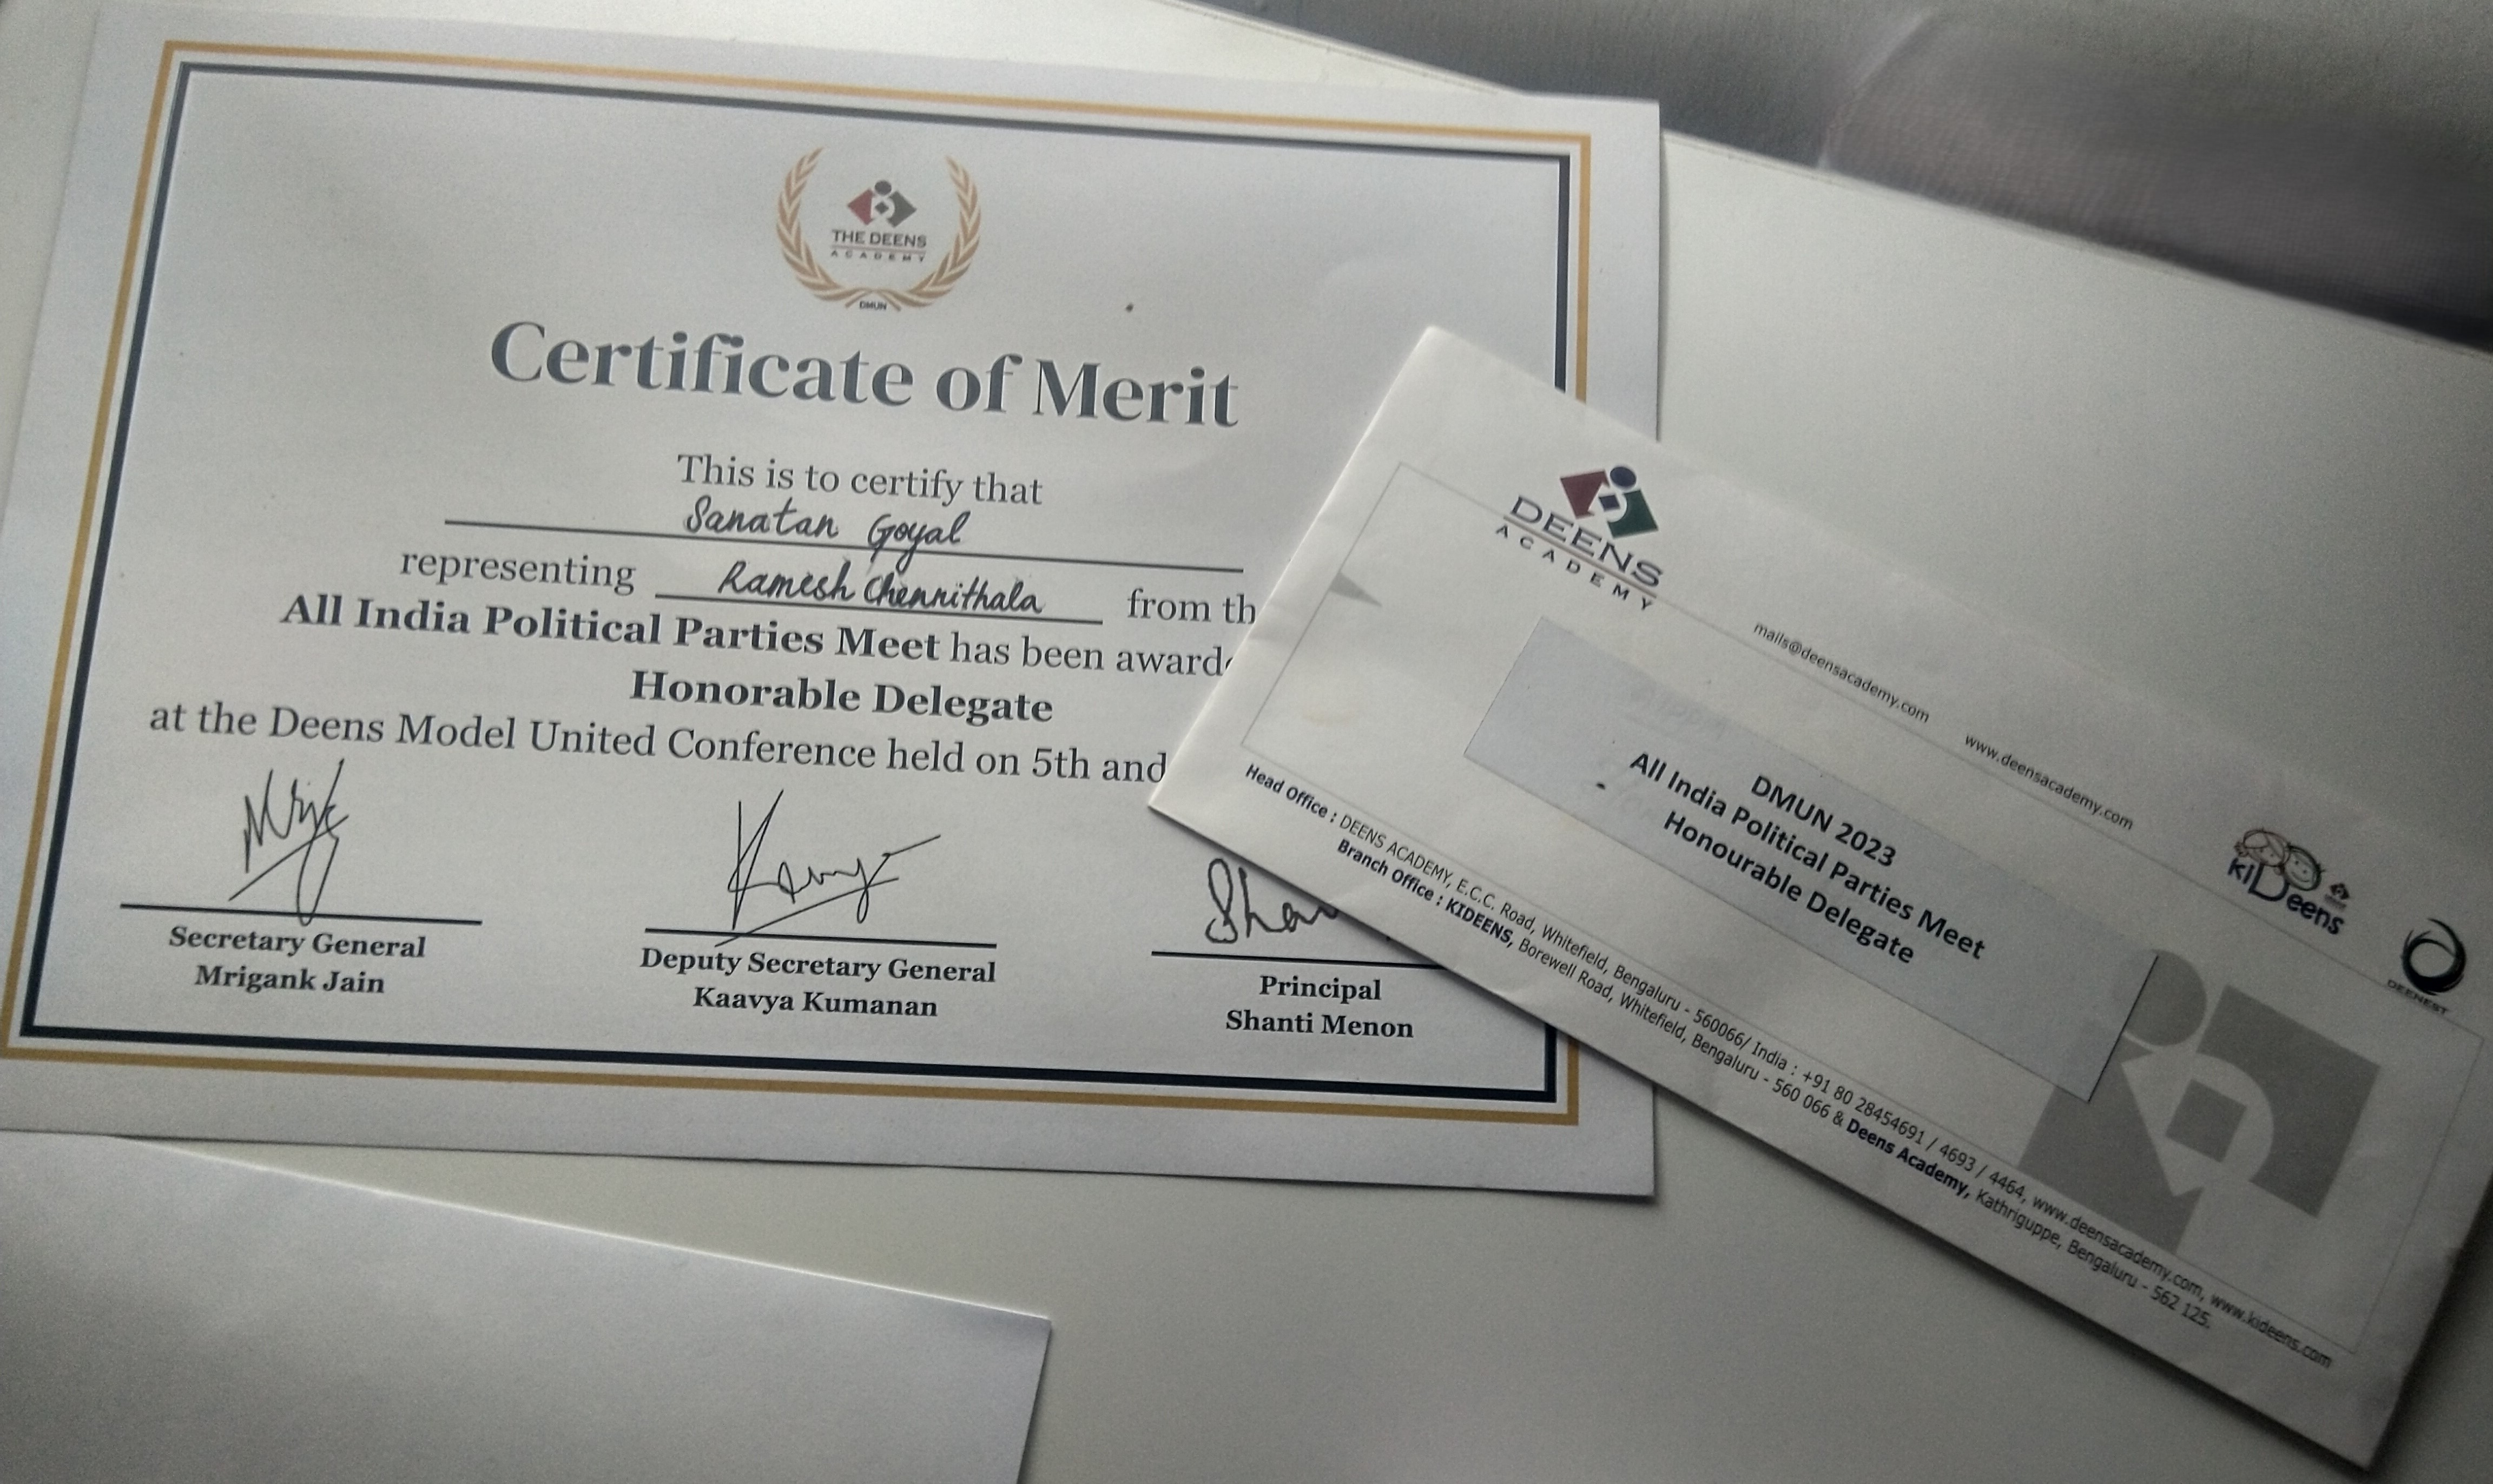 THE DEENS
ACADEMY
DMUN
Certificate of Merit
This is to certify that
Sanatan Goyal
representing Ramesh Chennithala from th
All India Political Parties Meet has been award
Honorable Delegate
at the Deens Model United Conference held on 5th and
Secretary General
Mrigank Jain
Deputy Secretary General
Kaavya Kumanan
Shan
Principal
Shanti Menon
DEENS
ACADEMY
mails@deensacademy.com www.deensacademy.com
DMUN 2023
All India Political Parties Meet
Honourable Delegate
KIDeens
DEENEST
Head Office : DEENS ACADEMY, E.C.C. Road, Whitefield, Bengaluru - 560066/ India : +91 80 28454691 / 4693 / 4464, www.deensacademy.com, www.kideens.com
Branch Office : KIDEENS, Borewell Road, Whitefield, Bengaluru - 560 066 & Deens Academy, Kathriguppe, Bengaluru - 562 125.